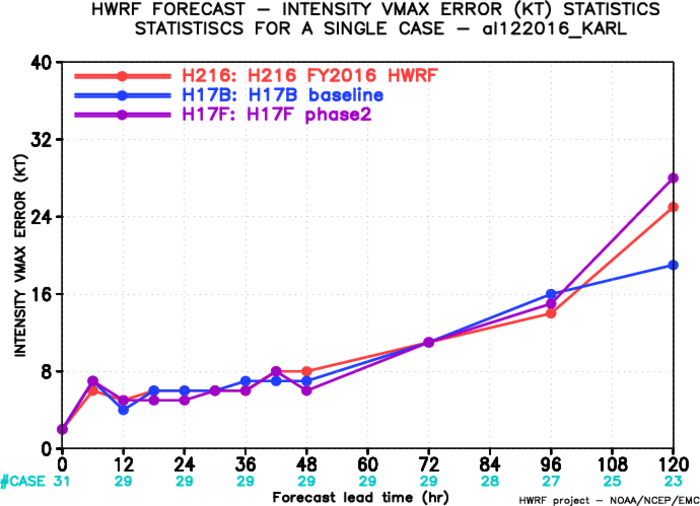 HWRF FORECAST – INTENSITY VMAX ERROR (KT) STATISTICS
STATISTISCS FOR A SINGLE CASE – al122016_KARL
H216: H216 FY2016 HWRF
H17B: H17B baseline
H17F: H17F phase2
INTENSITY VMAX ERROR (KT)
40
32
24
16
8
0
0 12 24 36 48 60 72 84 96 108 120
#CASE 31 29 29 29 29 29 29 28 27 25 23
Forecast lead time (hr)
HWRF project – NOAA/NCEP/EMC